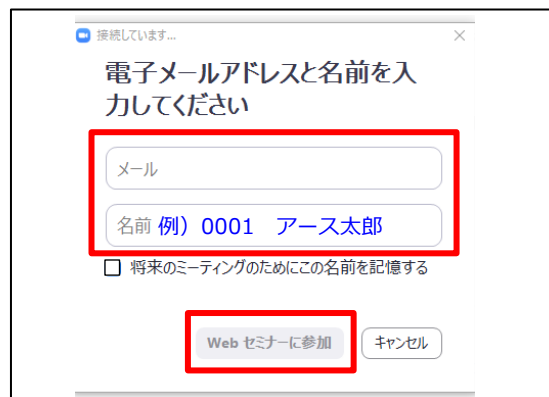 接続しています...
電子メールアドレスと名前を入
力してください
メール
名前 例）0001　アース太郎
将来のミーティングのためにこの名前を記憶する
Web セミナーに参加 キャンセル